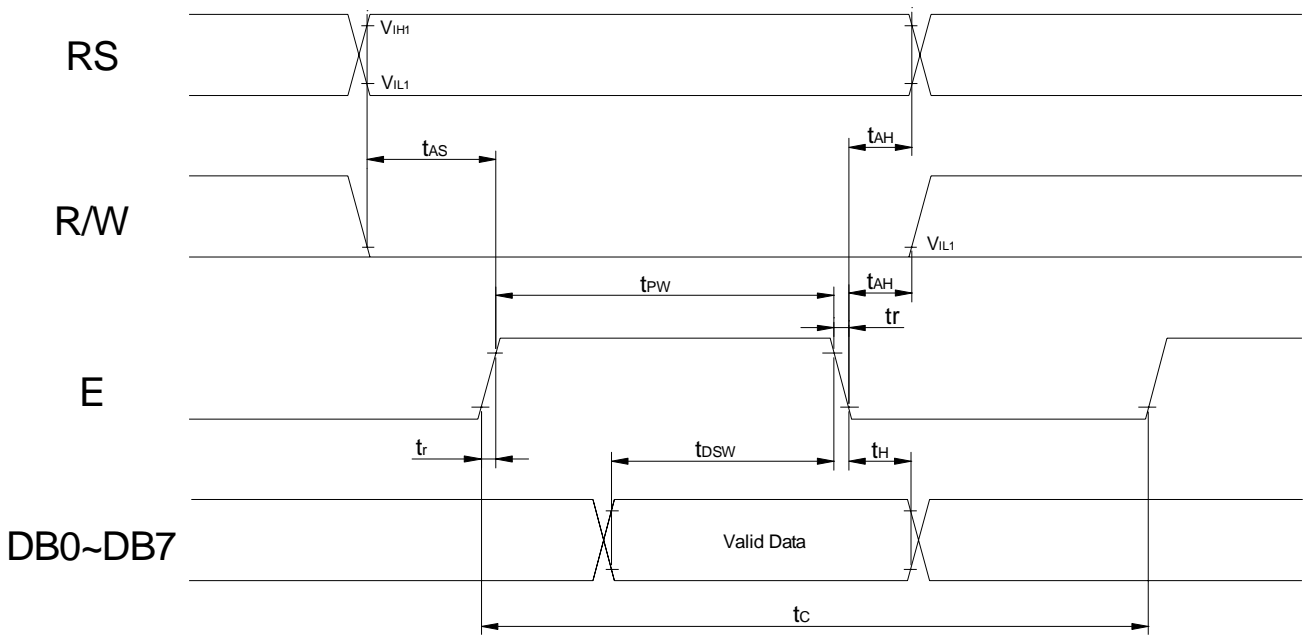 RS
VIH1
VIL1
tAS
tAH
R/W
VIL1
tPW
tAH
tr
E
tr
tDSW
tH
DB0~DB7
Valid Data
tC